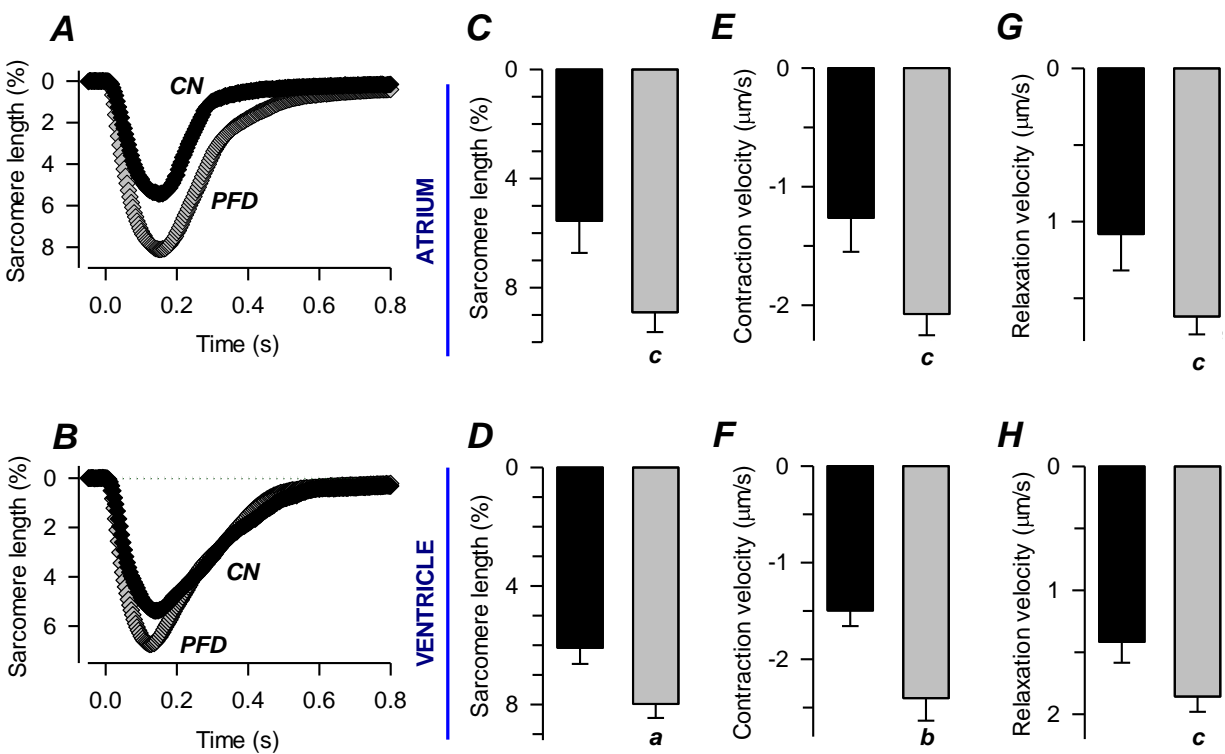 A
Sarcomere length (%)
0
2
4
6
8
CN
PFD
0.0 0.2 0.4 0.6 0.8
Time (s)
ATRIUM
C
Sarcomere length (%)
0
4
8
c
E
Contraction velocity (μm/s)
0
-1
-2
c
G
Relaxation velocity (μm/s)
0
1
c
B
Sarcomere length (%)
0
2
4
6
CN
PFD
0.0 0.2 0.4 0.6 0.8
Time (s)
VENTRICLE
D
Sarcomere length (%)
0
4
8
a
F
Contraction velocity (μm/s)
0
-1
-2
b
H
Relaxation velocity (μm/s)
0
1
2
c